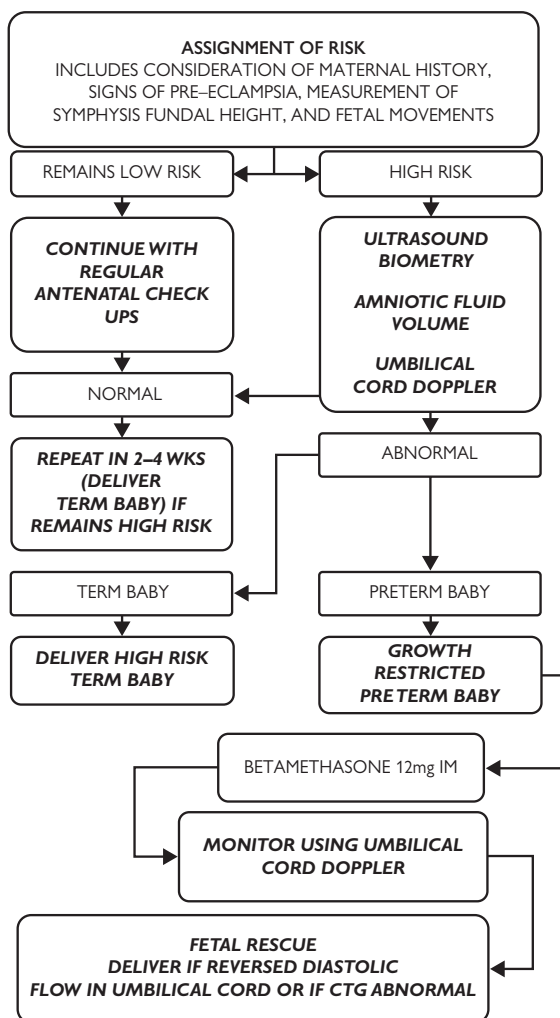 ASSIGNMENT OF RISK
INCLUDES CONSIDERATION OF MATERNAL HISTORY,
SIGNS OF PRE–ECLAMPSIA, MEASUREMENT OF
SYMPHYSIS FUNDAL HEIGHT, AND FETAL MOVEMENTS
REMAINS LOW RISK
HIGH RISK
CONTINUE WITH
REGULAR
ANTENATAL CHECK
UPS
ULTRASOUND
BIOMETRY
AMNIOTIC FLUID
VOLUME
UMBILICAL
CORD DOPPLER
NORMAL
ABNORMAL
REPEAT IN 2–4 WKS
(DELIVER
TERM BABY) IF
REMAINS HIGH RISK
TERM BABY
PRETERM BABY
DELIVER HIGH RISK
TERM BABY
GROWTH
RESTRICTED
PRETERM BABY
BETAMETHASONE 12mg IM
MONITOR USING UMBILICAL
CORD DOPPLER
FETAL RESCUE
DELIVER IF REVERSED DIASTOLIC
FLOW IN UMBILICAL CORD OR IF CTG ABNORMAL